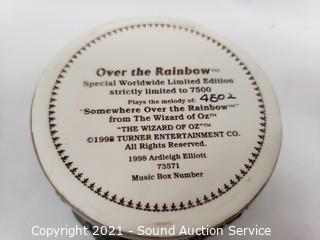 Over the Rainbow™
Special Worldwide Limited Edition
strictly limited to 7500
Plays the melody of: 4802
"Somewhere Over the Rainbow™"
from The Wizard of Oz™
"THE WIZARD OF OZ"™
©1998 TURNER ENTERTAINMENT CO.
All Rights Reserved.
1998 Ardleigh Elliott
73571
Music Box Number
Copyright 2021 - Sound Auction Service